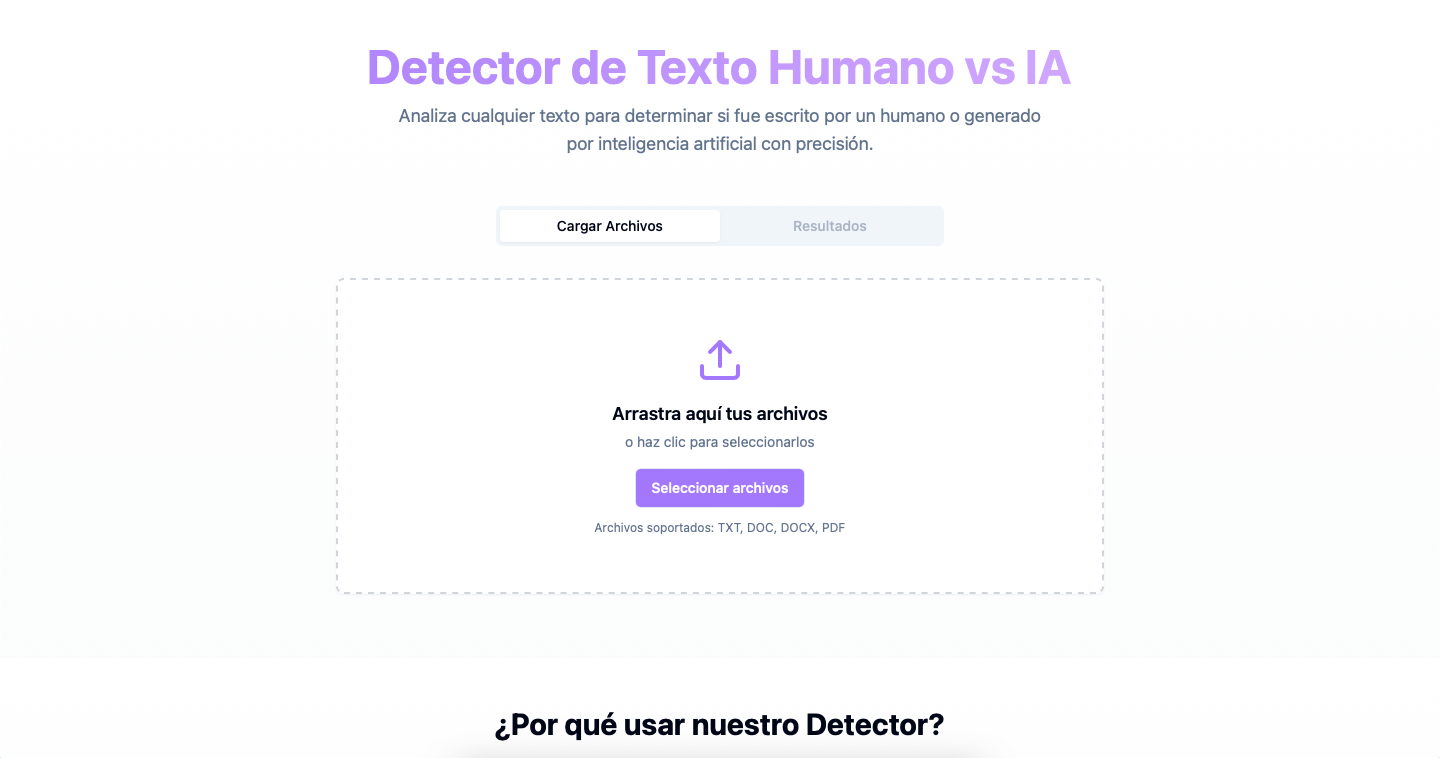 Detector de Texto Humano vs IA
Analiza cualquier texto para determinar si fue escrito por un humano o generado
por inteligencia artificial con precisión.
Cargar Archivos
Resultados
Arrastra aquí tus archivos
o haz clic para seleccionarlos
Seleccionar archivos
Archivos soportados: TXT, DOC, DOCX, PDF
¿Por qué usar nuestro Detector?